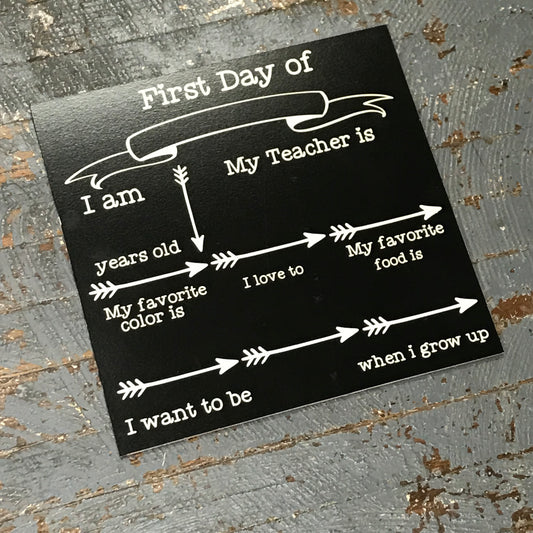 First Day of
My Teacher is
I am
years old
My favorite
color is
I love to
My favorite
food is
I want to be
when i grow up